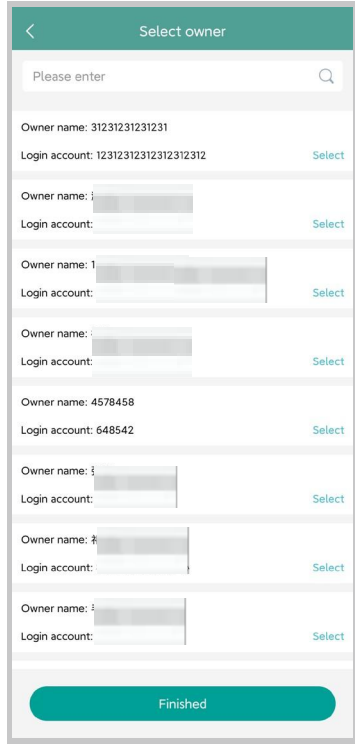 Select owner
Please enter
Owner name: 31231231231231
Login account: 12312312312312312312
Select
Owner name:
Login account:
Select
Owner name: 1
Login account:
Select
Owner name:
Login account:
Select
Owner name: 4578458
Login account: 648542
Select
Owner name:
Login account:
Select
Owner name:
Login account:
Select
Owner name:
Login account:
Select
Finished